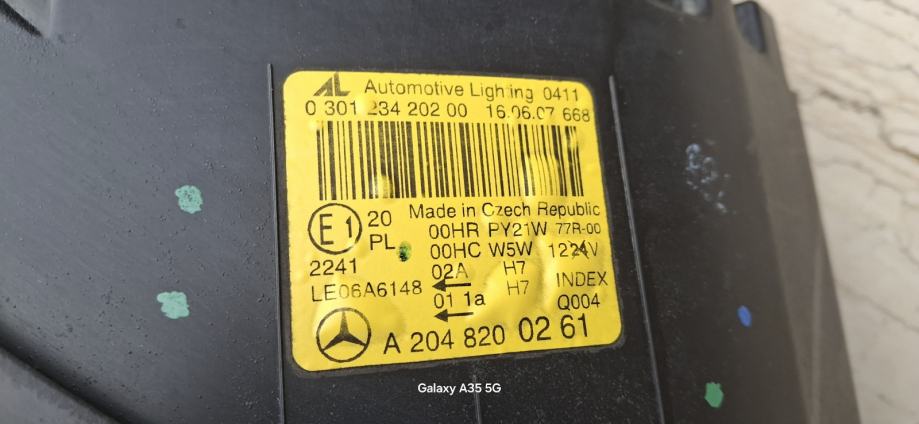 AL Automotive Lighting 0411
0 301 234 202 00 16.06.07 668
Made in Czech Republic
E1 20 00HR PY21W 77R-00
PL 00HC W5W 12 24V
2241 02A H7
LE06A6148 H7 INDEX
01 1a Q004
A 204 820 02 61
Galaxy A35 5G